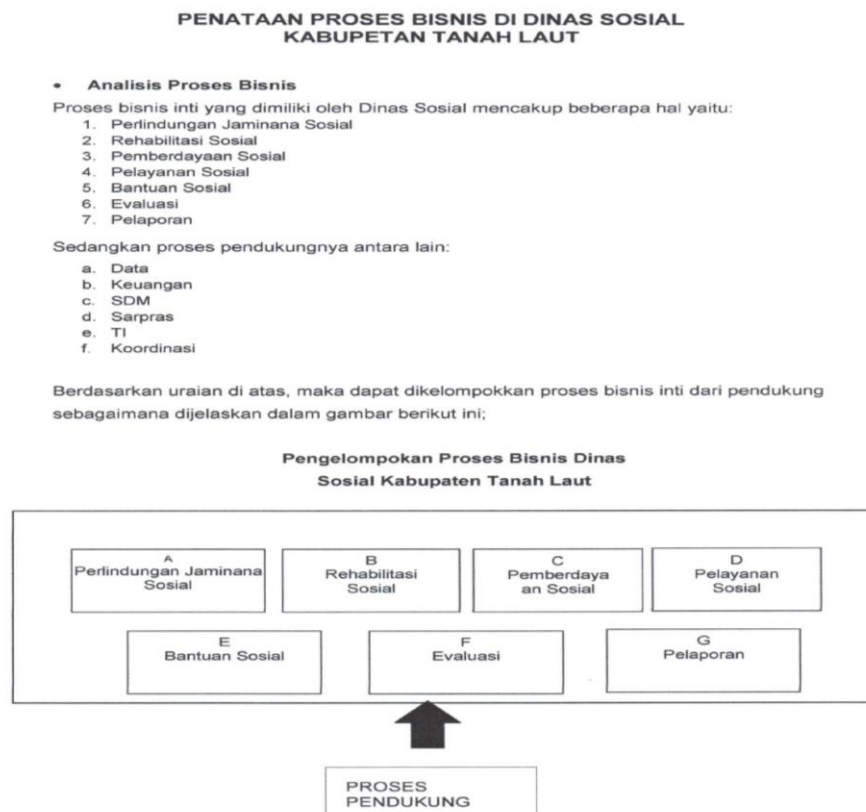 PENATAAN PROSES BISNIS DI DINAS SOSIAL
KABUPETAN TANAH LAUT
• Analisis Proses Bisnis
Proses bisnis inti yang dimiliki oleh Dinas Sosial mencakup beberapa hal yaitu:
1. Perlindungan Jaminana Sosial
2. Rehabilitasi Sosial
3. Pemberdayaan Sosial
4. Pelayanan Sosial
5. Bantuan Sosial
6. Evaluasi
7. Pelaporan
Sedangkan proses pendukungnya antara lain:
a. Data
b. Keuangan
c. SDM
d. Sarpras
e. TI
f. Koordinasi
Berdasarkan uraian di atas, maka dapat dikelompokkan proses bisnis inti dari pendukung
sebagaimana dijelaskan dalam gambar berikut ini;
Pengelompokan Proses Bisnis Dinas
Sosial Kabupaten Tanah Laut
A
Perlindungan Jaminana
Sosial
B
Rehabilitasi
Sosial
C
Pemberdaya
an Sosial
D
Pelayanan
Sosial
E
Bantuan Sosial
F
Evaluasi
G
Pelaporan
PROSES
PENDUKUNG